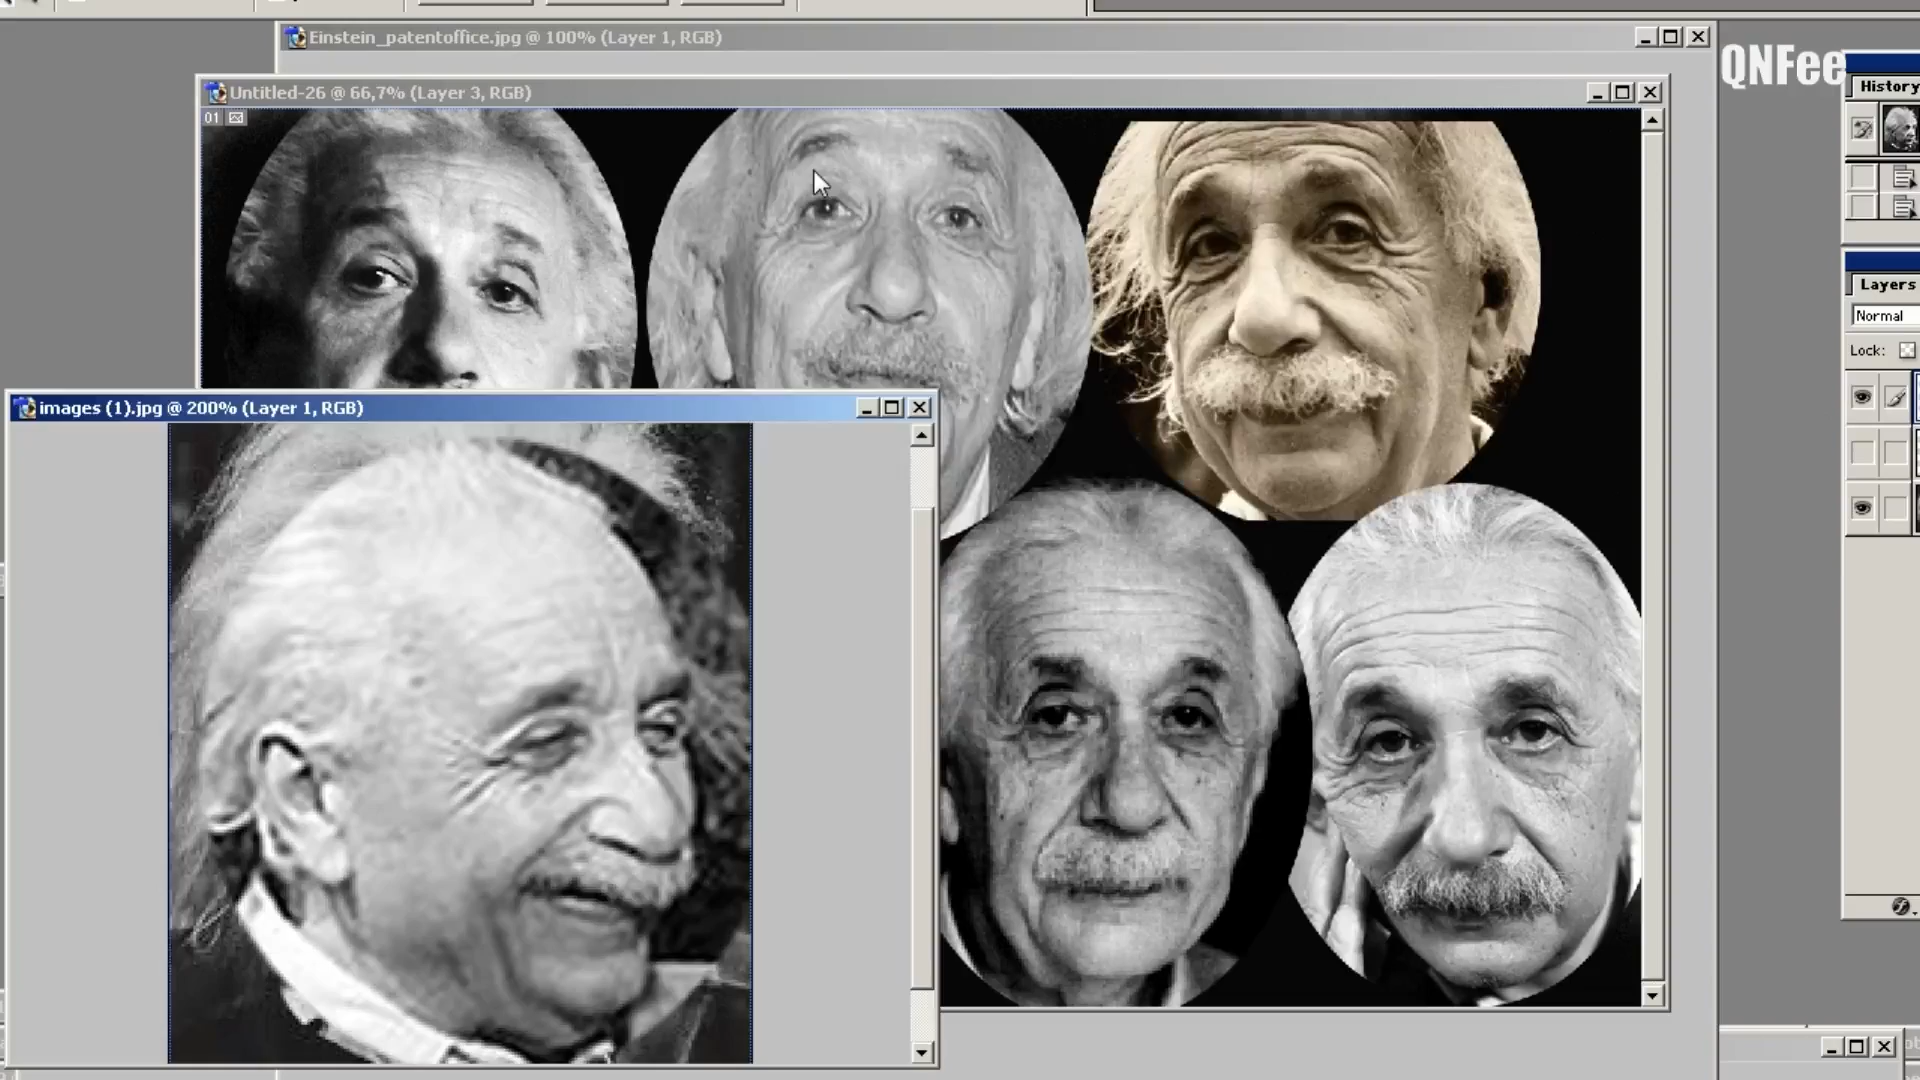 Einstein_patentoffice.jpg @ 100% (Layer 1, RGB)
QNFee
Untitled-26 @ 66,7% (Layer 3, RGB)
History
01
Layers
Normal
Lock:
images (1).jpg @ 200% (Layer 1, RGB)